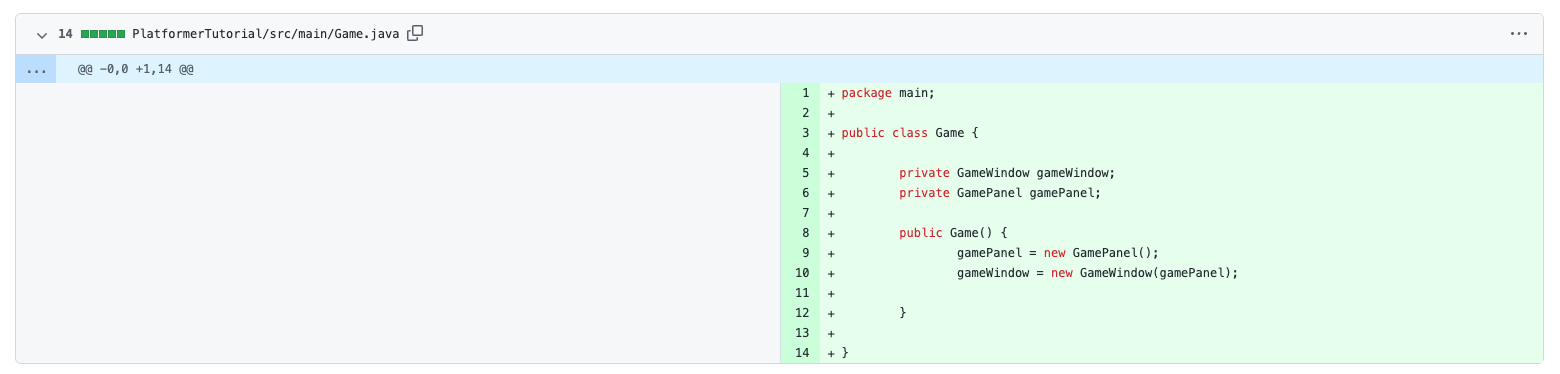 14 PlatformerTutorial/src/main/Game.java ...
... @@ -0,0 +1,14 @@
1 + package main;
2 +
3 + public class Game {
4 +
5 + private GameWindow gameWindow;
6 + private GamePanel gamePanel;
7 +
8 + public Game() {
9 + gamePanel = new GamePanel();
10 + gameWindow = new GameWindow(gamePanel);
11 +
12 + }
13 +
14 + }